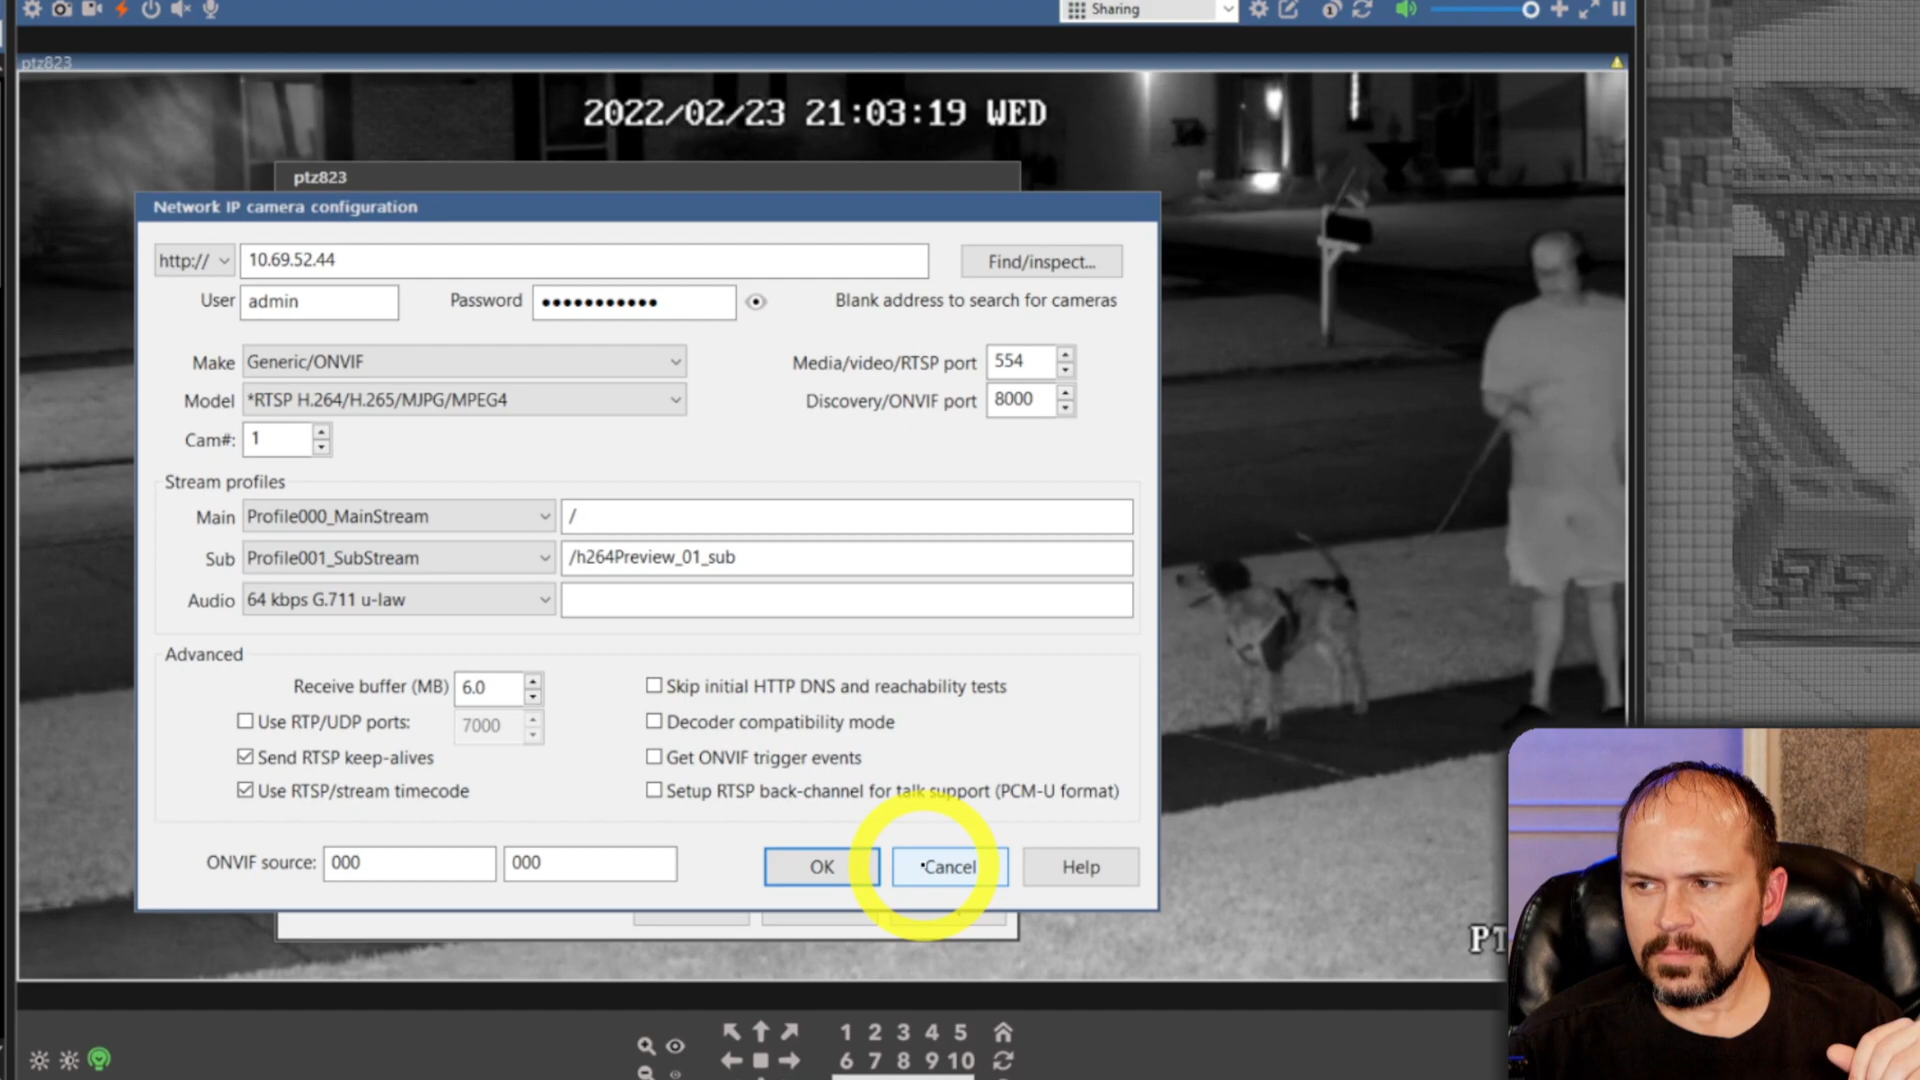 Sharing
ptz823
2022/02/23 21:03:19 WED
ptz823
Network IP camera configuration
http:// 10.69.52.44 Find/inspect...
User admin Password ●●●●●●●●●●● Blank address to search for cameras
Make Generic/ONVIF Media/video/RTSP port 554
Model *RTSP H.264/H.265/MJPG/MPEG4 Discovery/ONVIF port 8000
Cam#: 1
Stream profiles
Main Profile000_MainStream /
Sub Profile001_SubStream /h264Preview_01_sub
Audio 64 kbps G.711 u-law
Advanced
Receive buffer (MB) 6.0 Skip initial HTTP DNS and reachability tests
Use RTP/UDP ports: 7000 Decoder compatibility mode
Send RTSP keep-alives Get ONVIF trigger events
Use RTSP/stream timecode Setup RTSP back-channel for talk support (PCM-U format)
ONVIF source: 000 000 OK Cancel Help
1 2 3 4 5
6 7 8 9 10